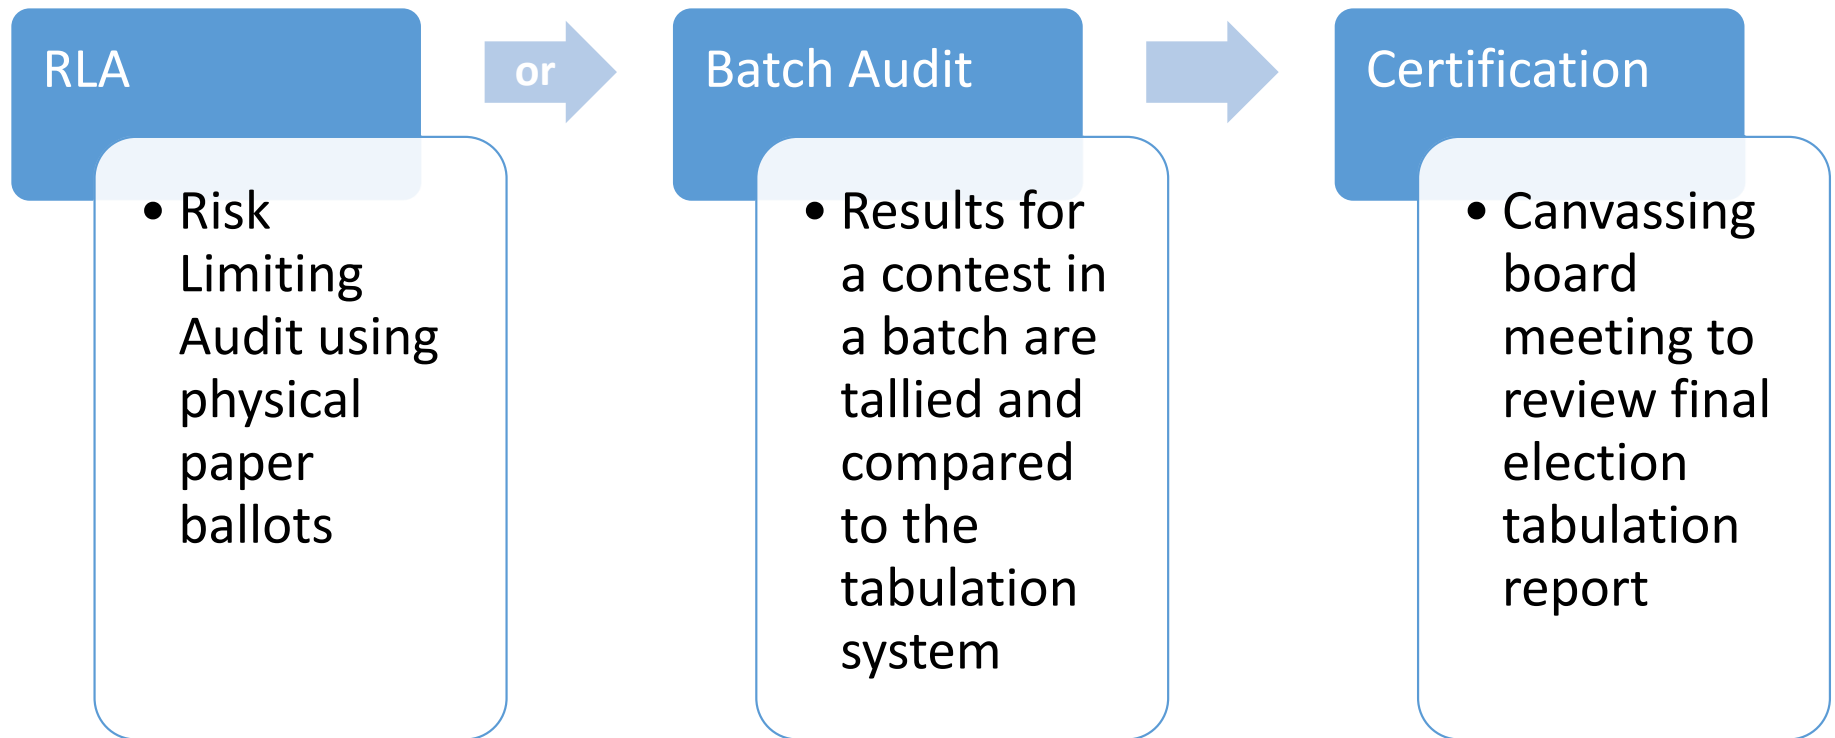 RLA
• Risk
Limiting
Audit using
physical
paper
ballots
or
Batch Audit
• Results for
a contest in
a batch are
tallied and
compared
to the
tabulation
system
Certification
• Canvassing
board
meeting to
review final
election
tabulation
report